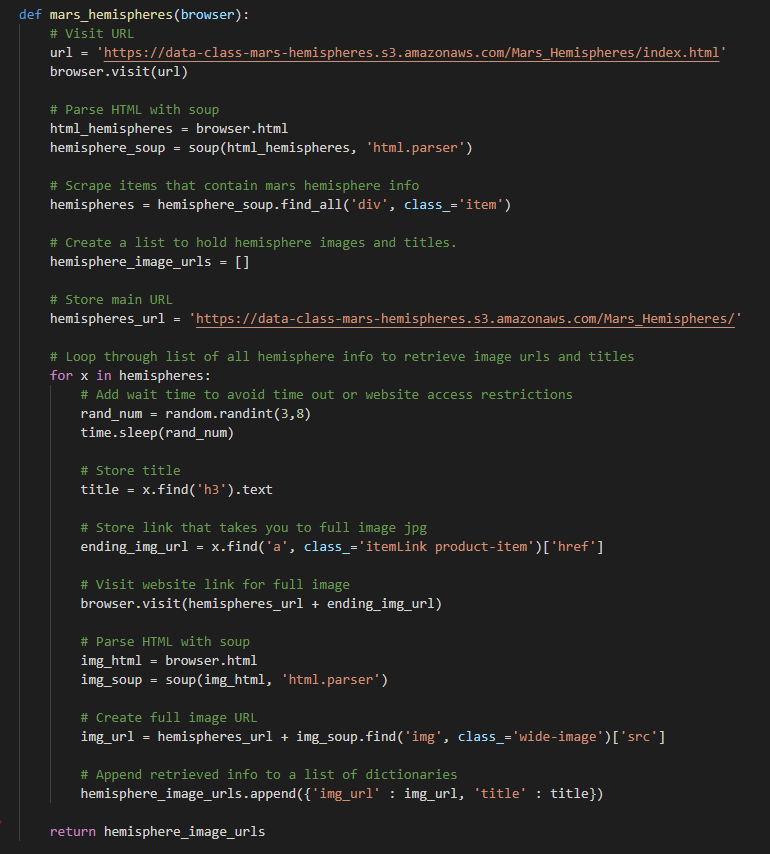 def mars_hemispheres(browser):
    # Visit URL
    url = 'https://data-class-mars-hemispheres.s3.amazonaws.com/Mars_Hemispheres/index.html'
    browser.visit(url)

    # Parse HTML with soup
    html_hemispheres = browser.html
    hemisphere_soup = soup(html_hemispheres, 'html.parser')

    # Scrape items that contain mars hemisphere info
    hemispheres = hemisphere_soup.find_all('div', class_='item')

    # Create a list to hold hemisphere images and titles.
    hemisphere_image_urls = []

    # Store main URL
    hemispheres_url = 'https://data-class-mars-hemispheres.s3.amazonaws.com/Mars_Hemispheres/'

    # Loop through list of all hemisphere info to retrieve image urls and titles
    for x in hemispheres:
        # Add wait time to avoid time out or website access restrictions
        rand_num = random.randint(3,8)
        time.sleep(rand_num)

        # Store title
        title = x.find('h3').text

        # Store link that takes you to full image jpg
        ending_img_url = x.find('a', class_='itemLink product-item')['href']

        # Visit website link for full image
        browser.visit(hemispheres_url + ending_img_url)

        # Parse HTML with soup
        img_html = browser.html
        img_soup = soup(img_html, 'html.parser')

        # Create full image URL
        img_url = hemispheres_url + img_soup.find('img', class_='wide-image')['src']

        # Append retrieved info to a list of dictionaries
        hemisphere_image_urls.append({'img_url' : img_url, 'title' : title})

    return hemisphere_image_urls